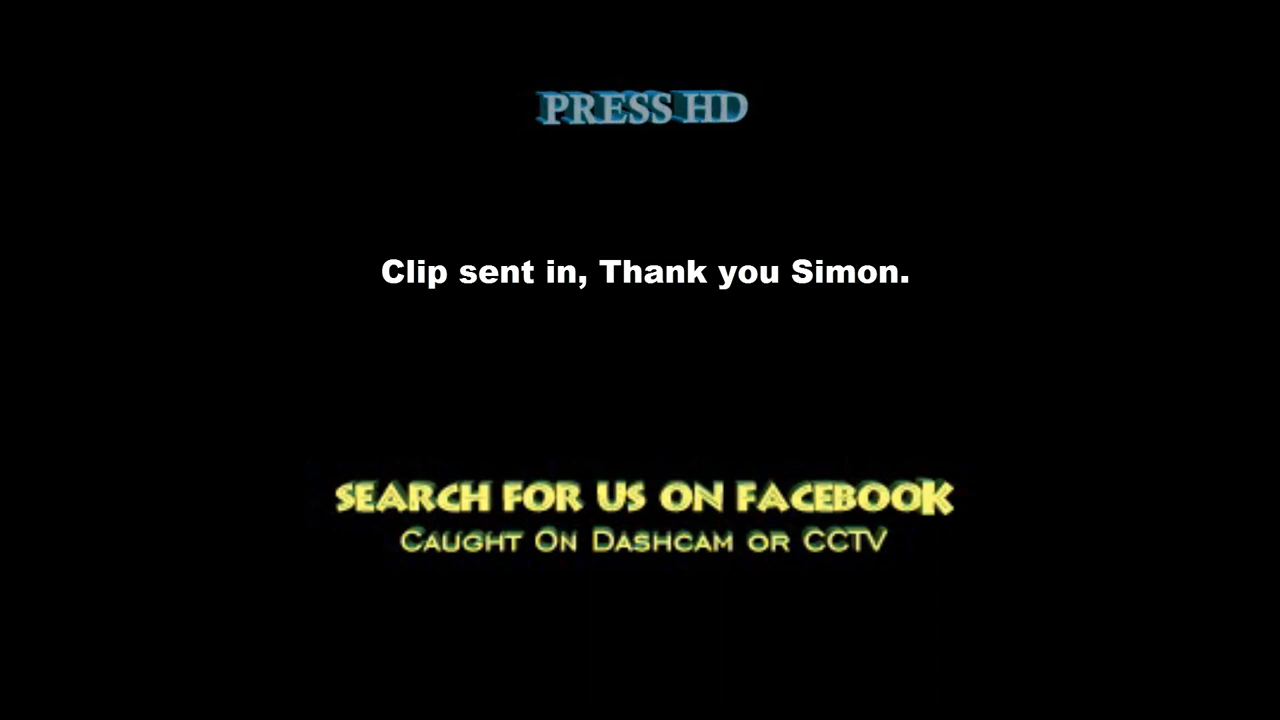 PRESS HD
Clip sent in, Thank you Simon.
SEARCH FOR US ON FACEBOOK
CAUGHT ON DASHCAM OR CCTV